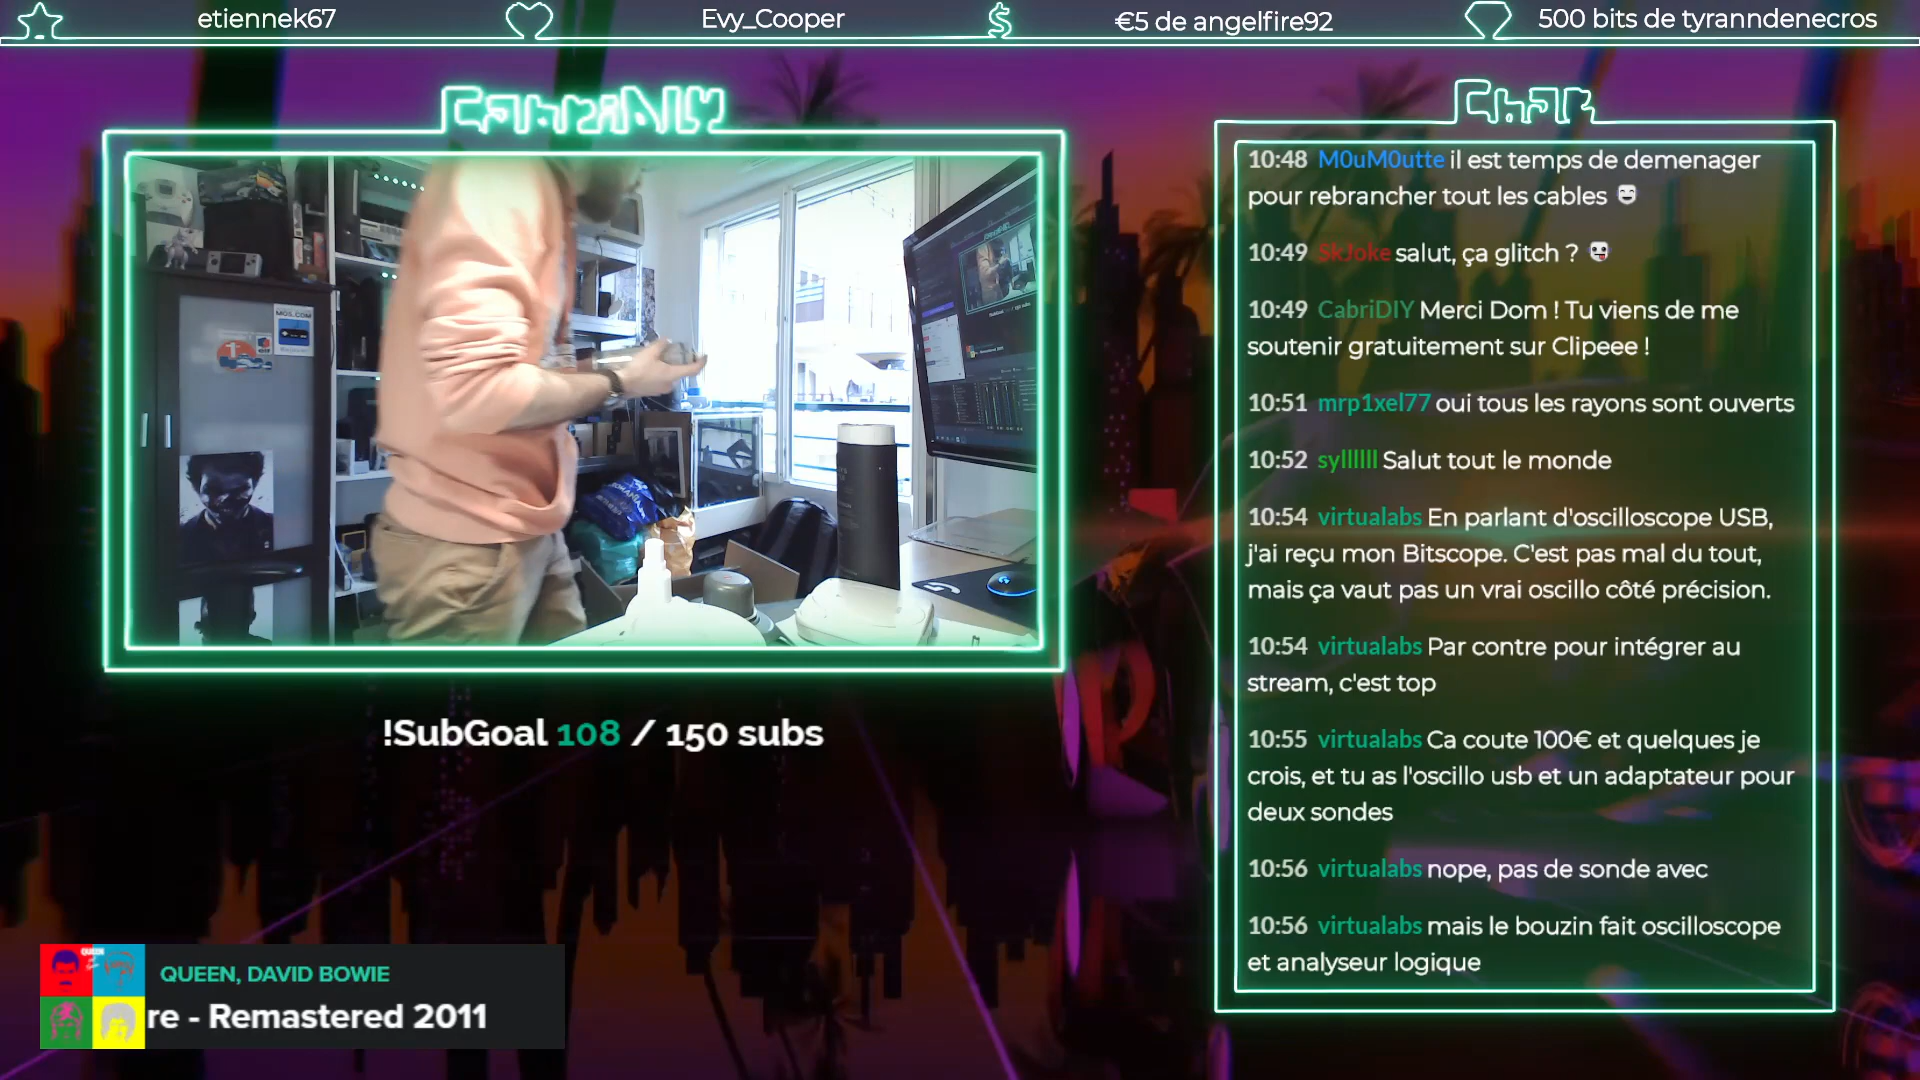 etiennek67
Evy_Cooper
€5 de angelfire92
500 bits de tyranndenecros
CabriDIY
Chat
10:48 M0uM0utte il est temps de demenager
pour rebrancher tout les cables
10:49 SkJoke salut, ça glitch ?
10:49 CabriDIY Merci Dom ! Tu viens de me
soutenir gratuitement sur Clipeee !
10:51 mrp1xel77 oui tous les rayons sont ouverts
10:52 syllllll Salut tout le monde
10:54 virtualabs En parlant d'oscilloscope USB,
j'ai reçu mon Bitscope. C'est pas mal du tout,
mais ça vaut pas un vrai oscillo côté précision.
10:54 virtualabs Par contre pour intégrer au
stream, c'est top
10:55 virtualabs Ca coute 100€ et quelques je
crois, et tu as l'oscillo usb et un adaptateur pour
deux sondes
10:56 virtualabs nope, pas de sonde avec
10:56 virtualabs mais le bouzin fait oscilloscope
et analyseur logique
!SubGoal 108 / 150 subs
QUEEN, DAVID BOWIE
re - Remastered 2011